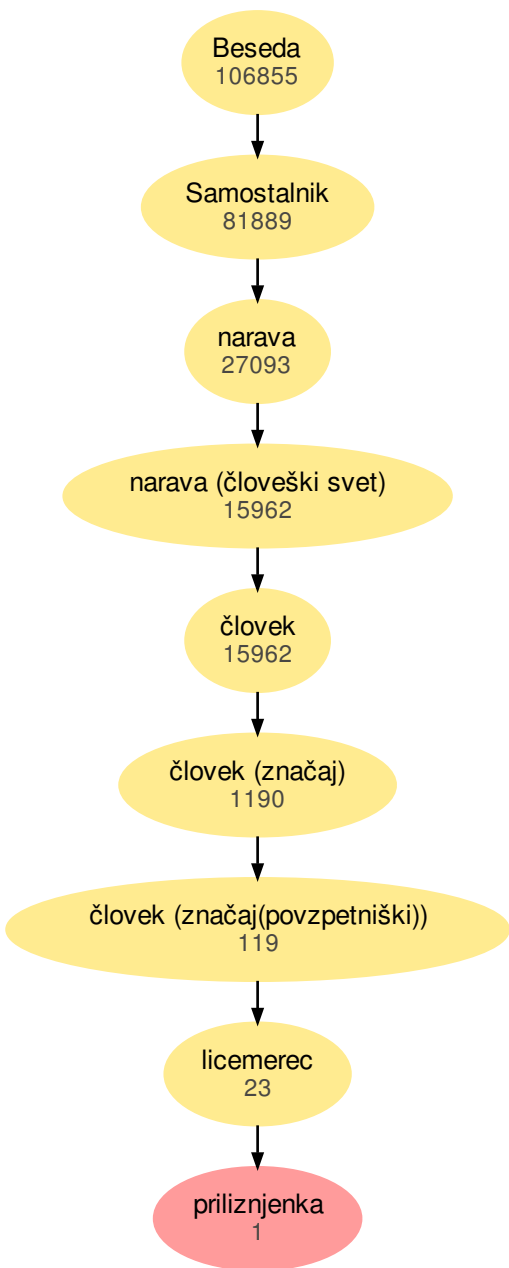 Beseda
106855
Samostalnik
81889
narava
27093
narava (človeški svet)
15962
človek
15962
človek (značaj)
1190
človek (značaj(povzpetniški))
119
licemerec
23
priliznjenka
1